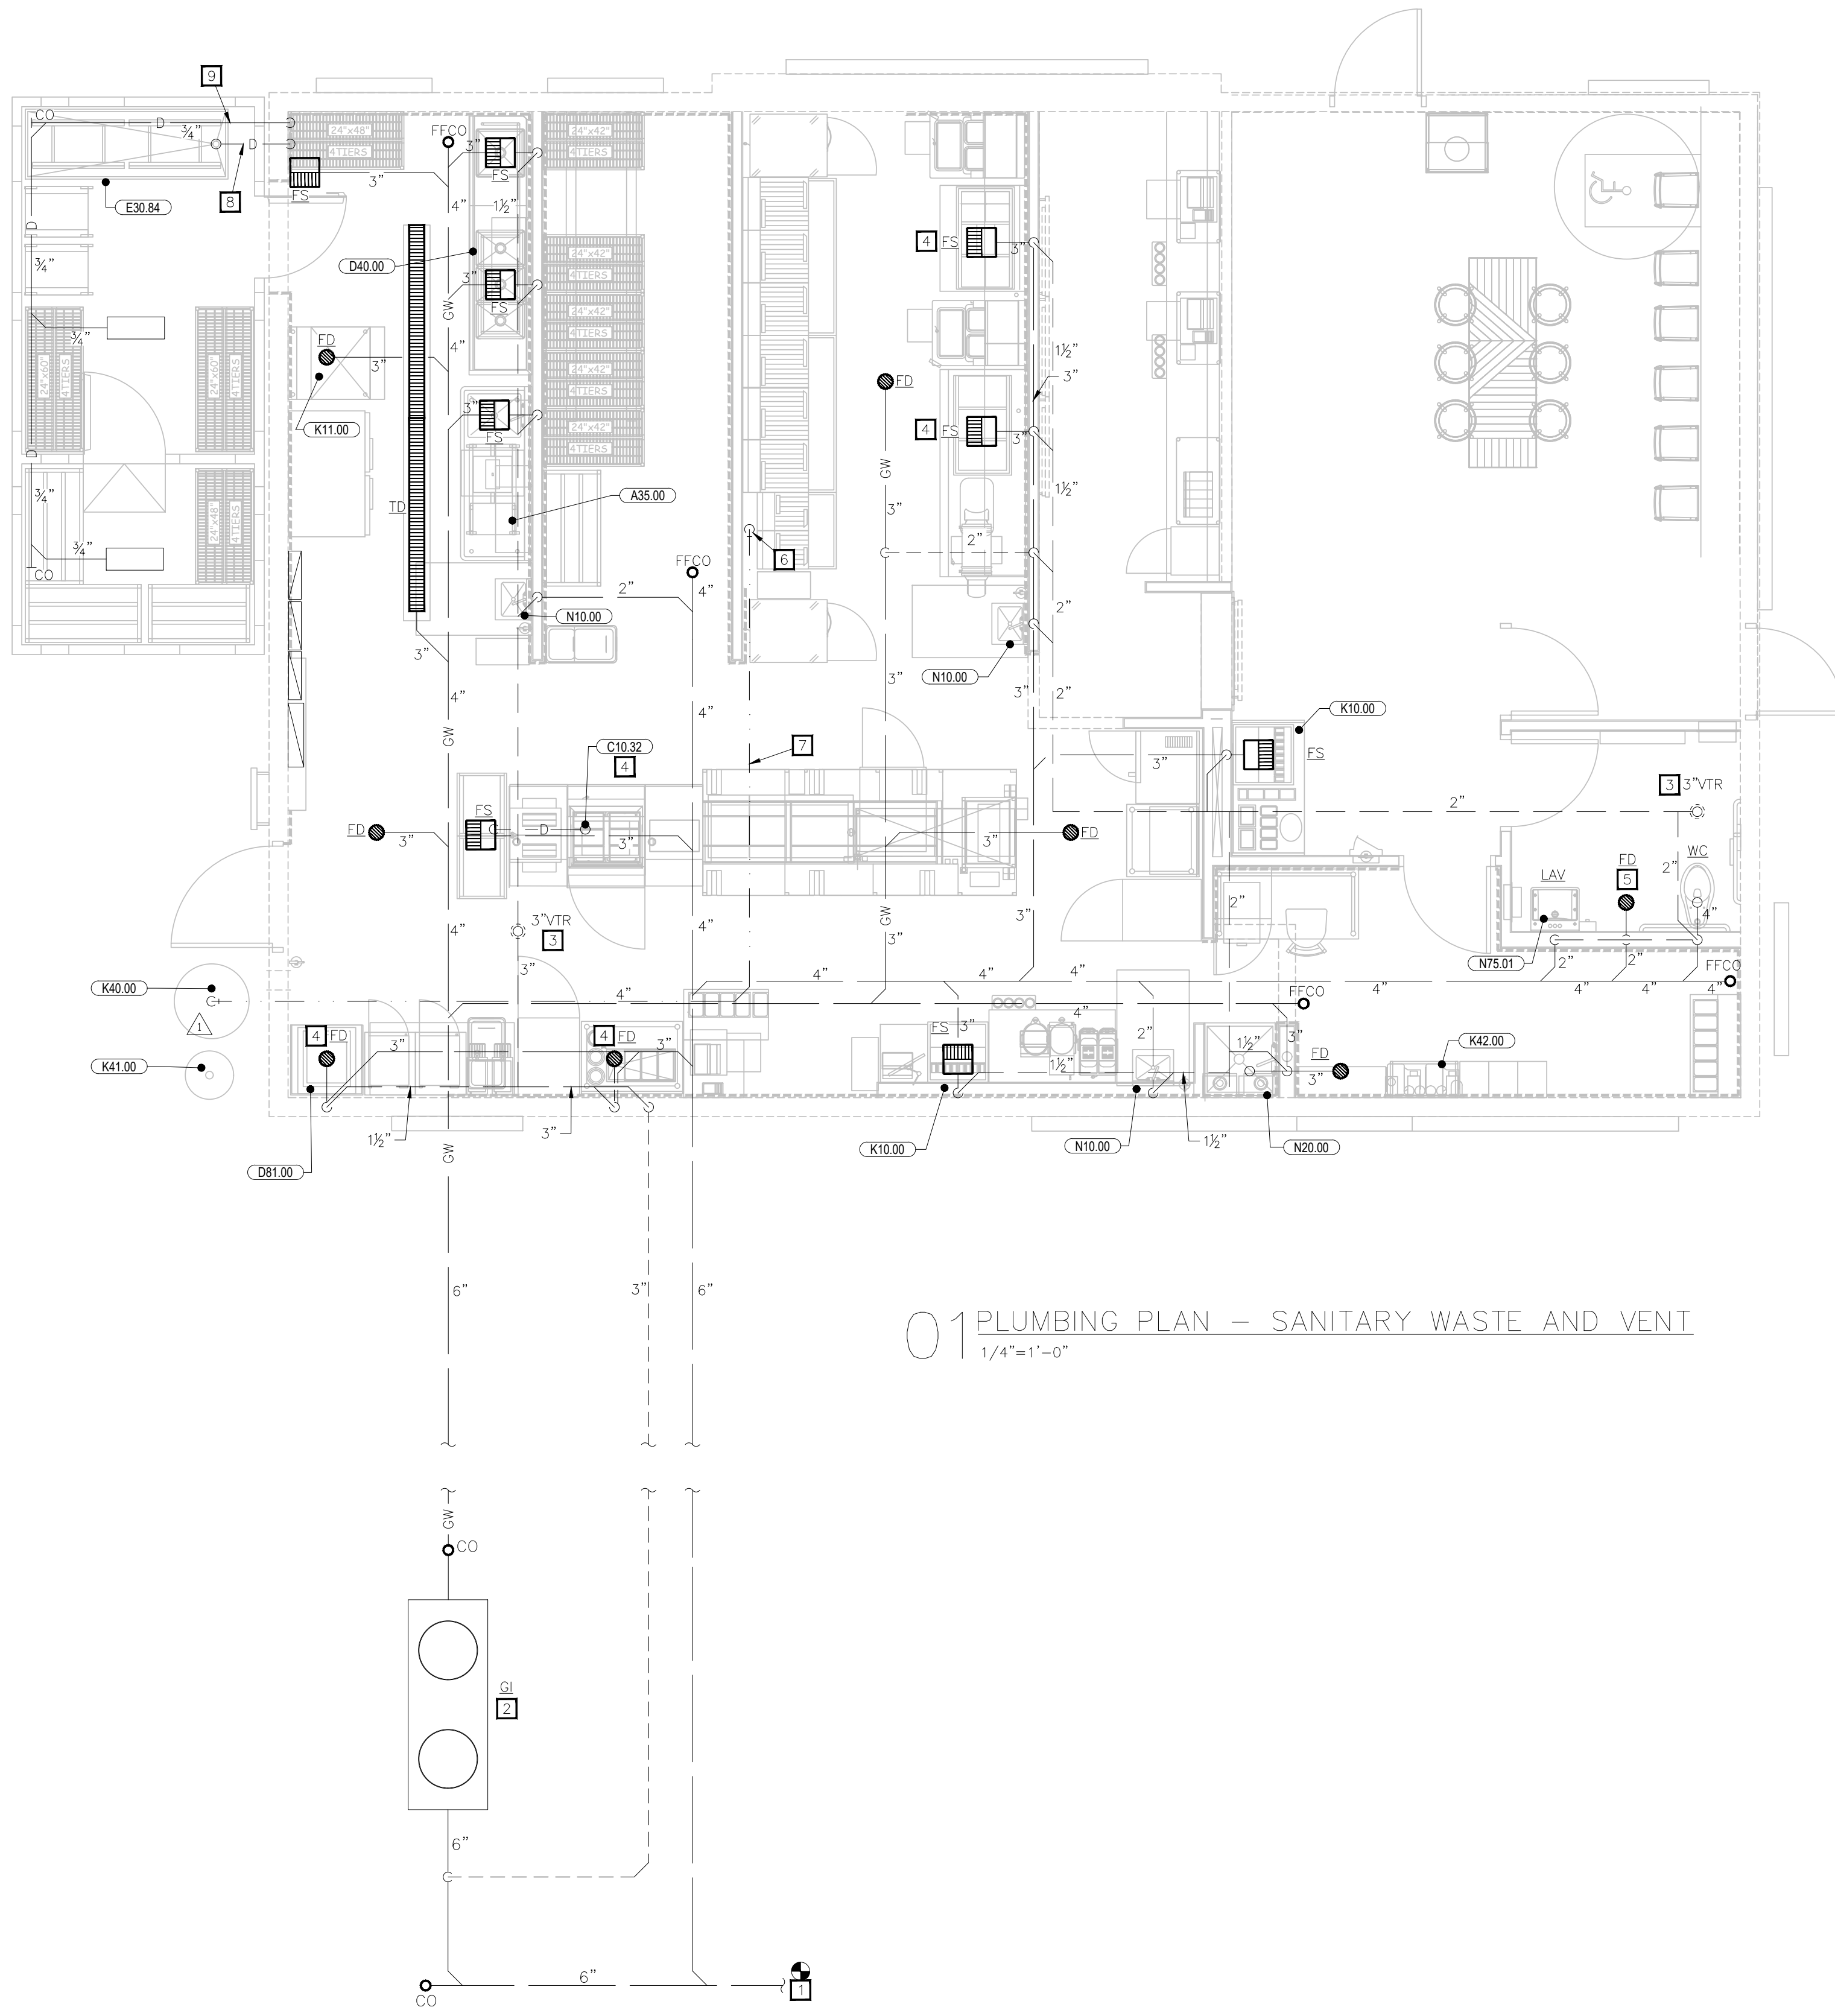 9
CO
D
3/4"
D
8
E30.84
FS
3"
FFCO
4"
3"
FS
1½"
24"x48"
4TIERS
24"x42"
4TIERS
D
3/4"
3/4"
D40.00
GW
3"
FS
4"
24"x42"
4TIERS
24"x42"
4TIERS
24"x42"
4TIERS
24"x42"
4TIERS
4
FS
3"
1½"
3"
FD
3"
K11.00
24"x60"
4TIERS
24"x60"
4TIERS
3"
FS
FD
4
FS
3"
1½"
D
3/4"
3/4"
CO
24"x48"
4TIERS
TD
A35.00
GW
3"
2"
6
FFCO
4"
2"
N10.00
2"
3"
4"
GW
4"
3"
N10.00
3"
2"
K10.00
FS
3"
7
C10.32
4
FS
D
3"
FD
3"
3"
FD
2"
3
3"VTR
WC
2"
FD
5
LAV
4"
2"
4"
4"
GW
3"
3"
3"VTR
3
3"
N75.01
2"
2"
FFCO
K40.00
1
4"
4"
4"
4"
4"
4"
4"
4"
FFCO
K41.00
4
FD
3"
4
FD
3"
FS
3"
4"
2"
1½"
3"
FD
3"
K42.00
1½"
D81.00
1½"
3"
GW
K10.00
N10.00
1½"
N20.00
6"
3"
6"
01 PLUMBING PLAN – SANITARY WASTE AND VENT
1/4"=1'-0"
GW
CO
GI
2
6"
6"
CO
1